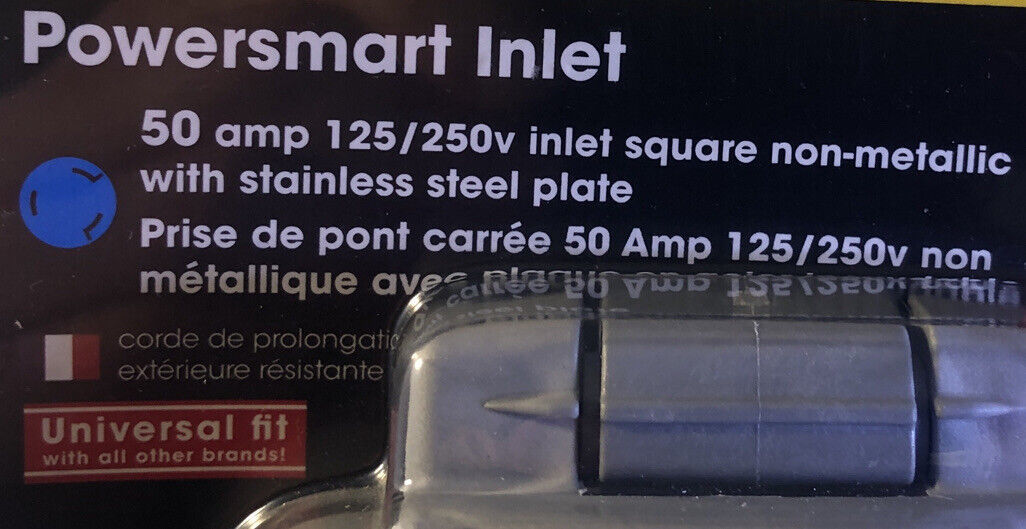 Powersmart Inlet
50 amp 125/250v inlet square non-metallic
with stainless steel plate
Prise de pont carrée 50 Amp 125/250v non
métallique avec
corde de prolongati
extérieure résistante
Universal fit
with all other brands!